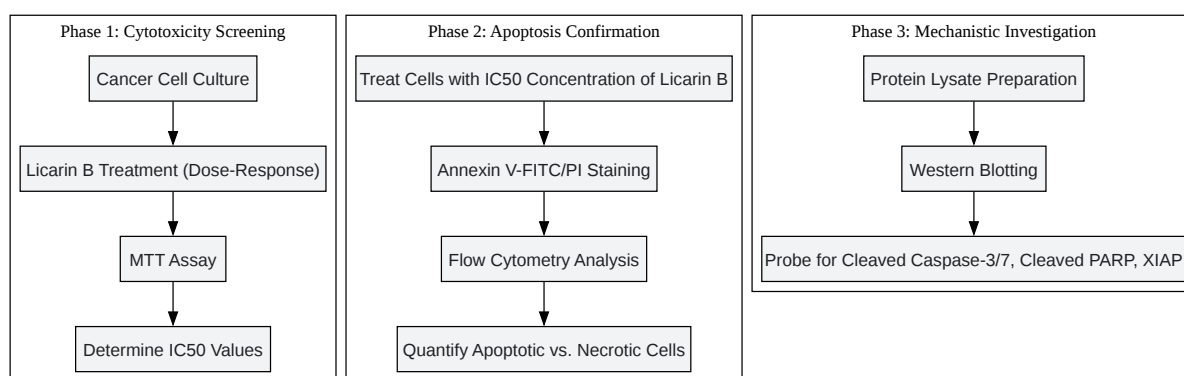 Phase 1: Cytotoxicity Screening
Cancer Cell Culture
Licarin B Treatment (Dose-Response)
MTT Assay
Determine IC50 Values
Phase 2: Apoptosis Confirmation
Treat Cells with IC50 Concentration of Licarin B
Annexin V-FITC/PI Staining
Flow Cytometry Analysis
Quantify Apoptotic vs. Necrotic Cells
Phase 3: Mechanistic Investigation
Protein Lysate Preparation
Western Blotting
Probe for Cleaved Caspase-3/7, Cleaved PARP, XIAP